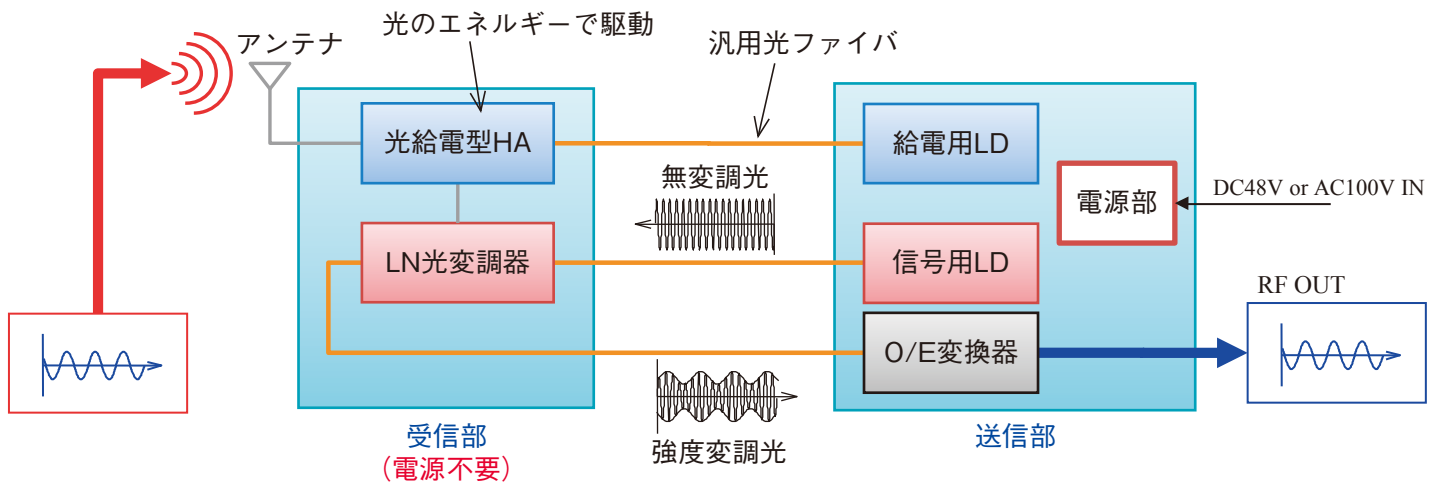 光のエネルギーで駆動
アンテナ
汎用光ファイバ
光給電型HA
給電用LD
無変調光
電源部
DC48V or AC100V IN
LN光変調器
信号用LD
RF OUT
O/E変換器
強度変調光
受信部
(電源不要)
送信部